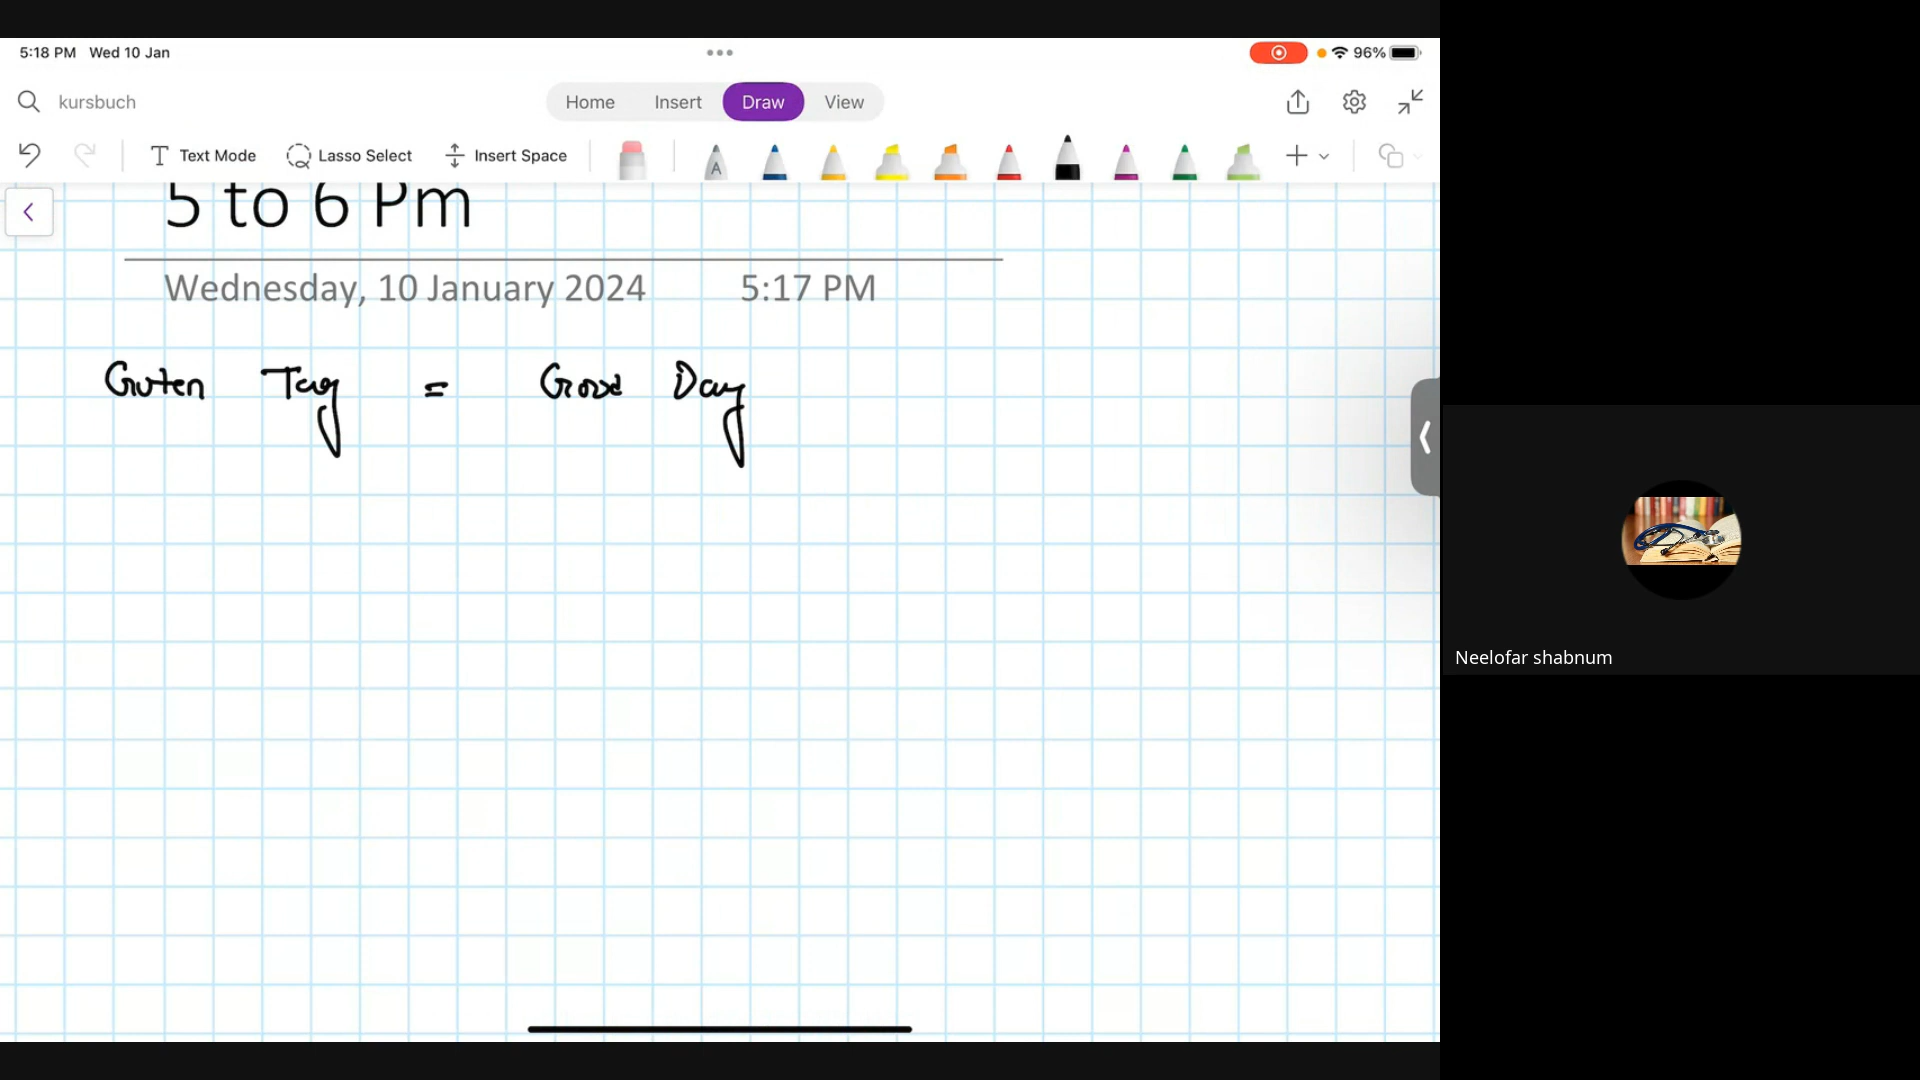 5:18 PM Wed 10 Jan 96%
kursbuch Home Insert Draw View
Text Mode Lasso Select Insert Space A
5 to 6 Pm
Wednesday, 10 January 2024 5:17 PM
Guten Tag = Good Day
Neelofar shabnum